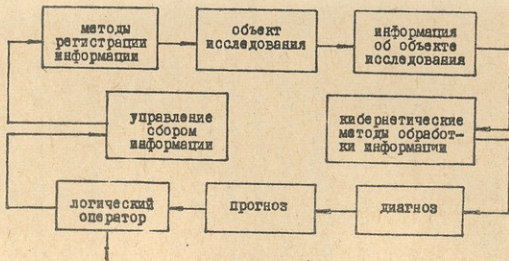 методы
регистрации
информации
объект
исследования
информация
об объекте
исследования
управление
сбором
информации
кибернетические
методы обработ-
ки информации
логический
оператор
прогноз
диагноз